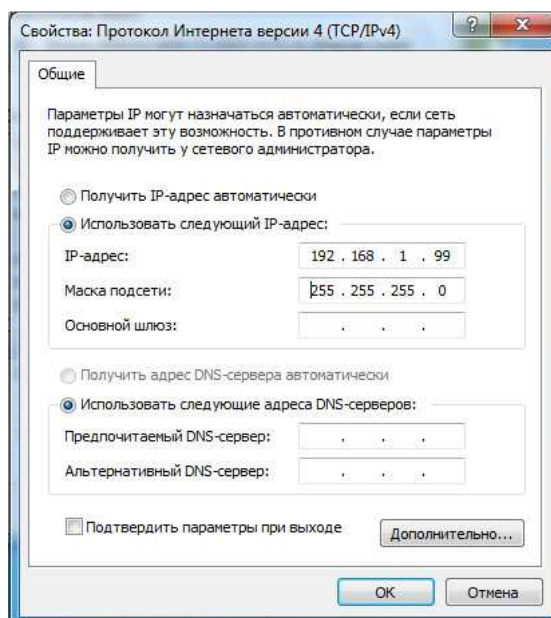 Свойства: Протокол Интернета версии 4 (TCP/IPv4)
?
X
Общие
Параметры IP могут назначаться автоматически, если сеть
поддерживает эту возможность. В противном случае параметры
IP можно получить у сетевого администратора.
Получить IP-адрес автоматически
Использовать следующий IP-адрес:
IP-адрес: 192 . 168 . 1 . 99
Маска подсети: 255 . 255 . 255 . 0
Основной шлюз: . . .
Получить адрес DNS-сервера автоматически
Использовать следующие адреса DNS-серверов:
Предпочитаемый DNS-сервер: . . .
Альтернативный DNS-сервер: . . .
Подтвердить параметры при выходе
Дополнительно...
ОК
Отмена